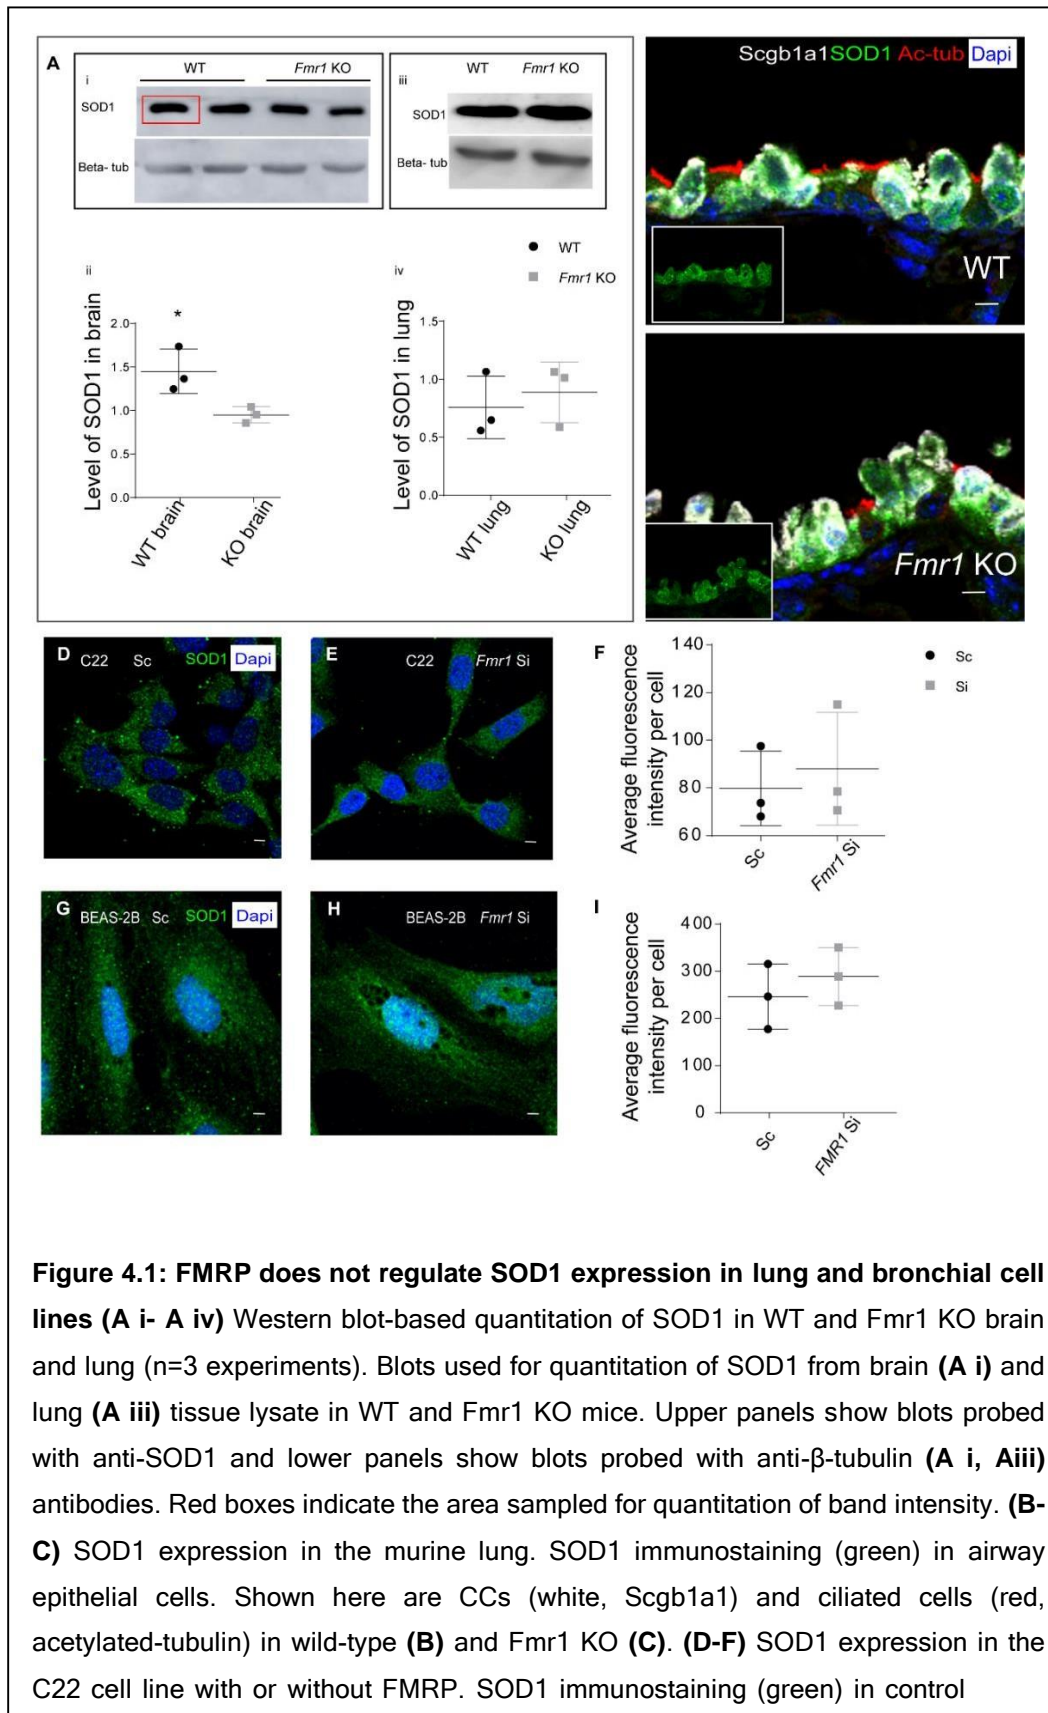 A
WT Fmr1 KO
i
SOD1
Beta- tub
WT Fmr1 KO
iii
SOD1
Beta- tub
WT
Fmr1 KO
ii
Level of SOD1 in brain
2.0
1.5
1.0
0.5
0.0
*
WT brain
KO brain
iv
Level of SOD1 in lung
1.5
1.0
0.5
0.0
WT lung
KO lung
Scgb1a1SOD1 Ac-tub Dapi
WT
Fmr1 KO
D C22 Sc SOD1 Dapi
E C22 Fmr1 Si
F
Average fluorescence
intensity per cell
140
120
100
80
60
Sc
Fmr1 Si
Sc
Si
G BEAS-2B Sc SOD1 Dapi
H BEAS-2B Fmr1 Si
I
Average fluorescence
intensity per cell
400
300
200
100
0
Sc
FMR1 Si
Figure 4.1: FMRP does not regulate SOD1 expression in lung and bronchial cell
lines (A i- A iv) Western blot-based quantitation of SOD1 in WT and Fmr1 KO brain
and lung (n=3 experiments). Blots used for quantitation of SOD1 from brain (A i) and
lung (A iii) tissue lysate in WT and Fmr1 KO mice. Upper panels show blots probed
with anti-SOD1 and lower panels show blots probed with anti-β-tubulin (A i, Aiii)
antibodies. Red boxes indicate the area sampled for quantitation of band intensity. (B-
C) SOD1 expression in the murine lung. SOD1 immunostaining (green) in airway
epithelial cells. Shown here are CCs (white, Scgb1a1) and ciliated cells (red,
acetylated-tubulin) in wild-type (B) and Fmr1 KO (C). (D-F) SOD1 expression in the
C22 cell line with or without FMRP. SOD1 immunostaining (green) in control